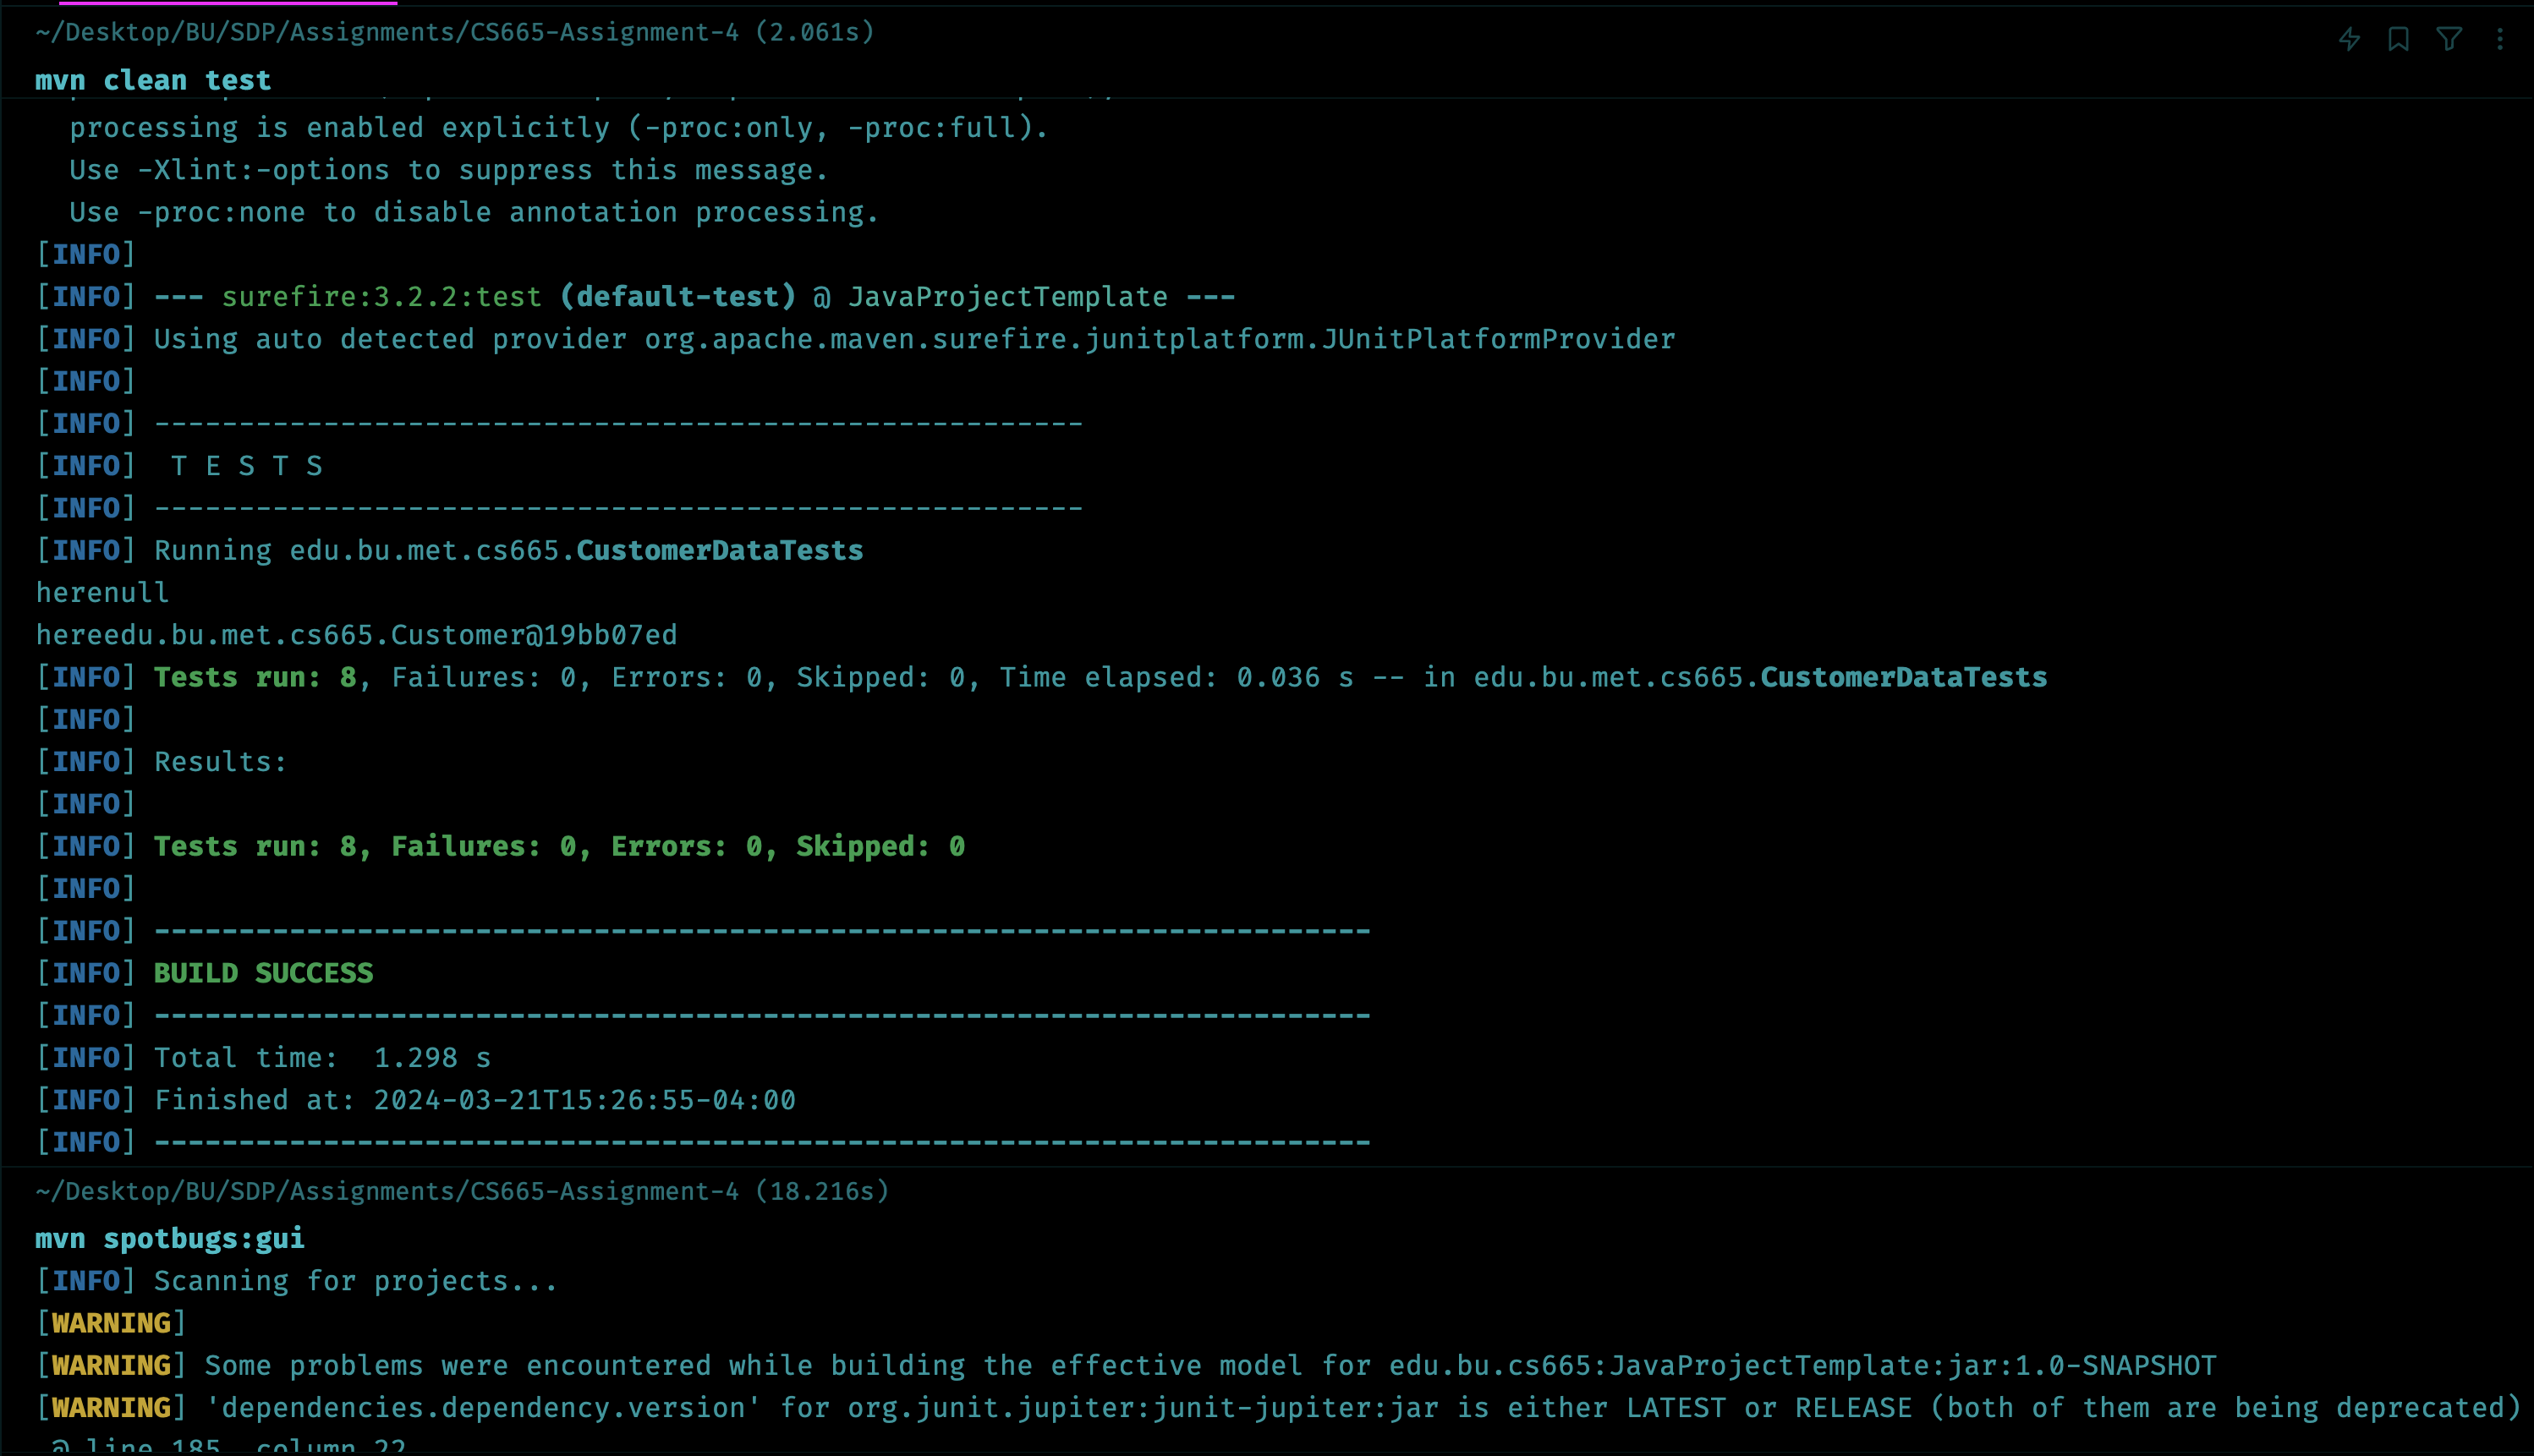 ~/Desktop/BU/SDP/Assignments/CS665-Assignment-4 (2.061s)
mvn clean test
processing is enabled explicitly (-proc:only, -proc:full).
Use -Xlint:-options to suppress this message.
Use -proc:none to disable annotation processing.
[INFO]
[INFO] --- surefire:3.2.2:test (default-test) @ JavaProjectTemplate ---
[INFO] Using auto detected provider org.apache.maven.surefire.junitplatform.JUnitPlatformProvider
[INFO]
[INFO] -------------------------------------------------------
[INFO]  T E S T S
[INFO] -------------------------------------------------------
[INFO] Running edu.bu.met.cs665.CustomerDataTests
herenull
hereedu.bu.met.cs665.Customer@19bb07ed
[INFO] Tests run: 8, Failures: 0, Errors: 0, Skipped: 0, Time elapsed: 0.036 s -- in edu.bu.met.cs665.CustomerDataTests
[INFO]
[INFO] Results:
[INFO]
[INFO] Tests run: 8, Failures: 0, Errors: 0, Skipped: 0
[INFO]
[INFO] ------------------------------------------------------------------------
[INFO] BUILD SUCCESS
[INFO] ------------------------------------------------------------------------
[INFO] Total time:  1.298 s
[INFO] Finished at: 2024-03-21T15:26:55-04:00
[INFO] ------------------------------------------------------------------------
~/Desktop/BU/SDP/Assignments/CS665-Assignment-4 (18.216s)
mvn spotbugs:gui
[INFO] Scanning for projects...
[WARNING]
[WARNING] Some problems were encountered while building the effective model for edu.bu.cs665:JavaProjectTemplate:jar:1.0-SNAPSHOT
[WARNING] 'dependencies.dependency.version' for org.junit.jupiter:junit-jupiter:jar is either LATEST or RELEASE (both of them are being deprecated)
@ line 185, column 22